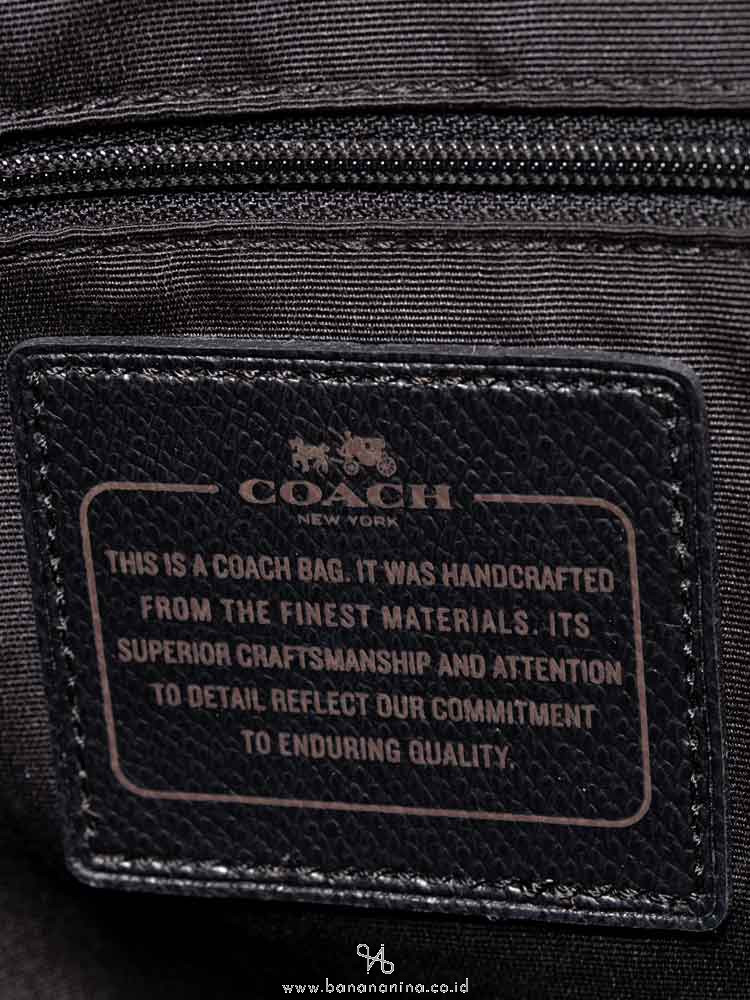 COACH
NEW YORK
THIS IS A COACH BAG. IT WAS HANDCRAFTED
FROM THE FINEST MATERIALS. ITS
SUPERIOR CRAFTSMANSHIP AND ATTENTION
TO DETAIL REFLECT OUR COMMITMENT
TO ENDURING QUALITY.
www.banananina.co.id